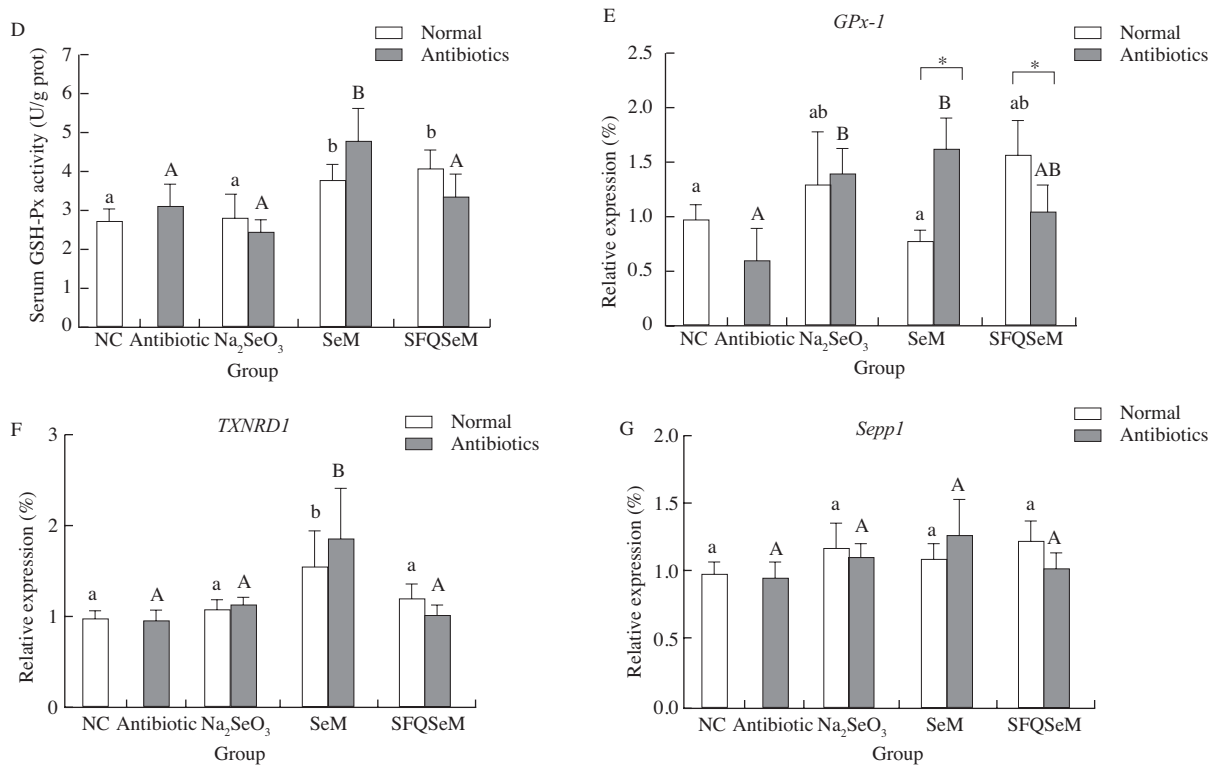 D
Normal
Antibiotics
Serum GSH-Px activity (U/g prot)
7
6
5
4
3
2
1
0
a
A
a
A
b
B
b
A
NC
Antibiotic
Na₂SeO₃
SeM
SFQSeM
Group
E
GPx-1
Normal
Antibiotics
Relative expression (%)
2.5
2.0
1.5
1.0
0.5
0
a
A
ab
B
a
B
*
ab
AB
*
NC
Antibiotic
Na₂SeO₃
SeM
SFQSeM
Group
F
TXNRD1
Normal
Antibiotics
Relative expression (%)
3
2
1
0
a
A
a
A
b
B
a
A
NC
Antibiotic
Na₂SeO₃
SeM
SFQSeM
Group
G
Sepp1
Normal
Antibiotics
Relative expression (%)
2.0
1.5
1.0
0.5
0.0
a
A
a
A
a
A
a
A
NC
Antibiotic
Na₂SeO₃
SeM
SFQSeM
Group